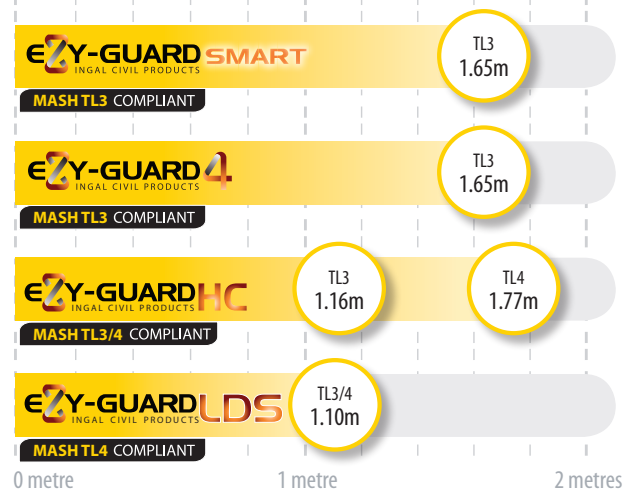 EZY-GUARD SMART
INGAL CIVIL PRODUCTS
TL3
1.65m
MASH TL3 COMPLIANT
EZY-GUARD 4
INGAL CIVIL PRODUCTS
TL3
1.65m
MASH TL3 COMPLIANT
EZY-GUARD HC
INGAL CIVIL PRODUCTS
TL3
1.16m
TL4
1.77m
MASH TL3/4 COMPLIANT
EZY-GUARD LDS
INGAL CIVIL PRODUCTS
TL3/4
1.10m
MASH TL4 COMPLIANT
0 metre 1 metre 2 metres